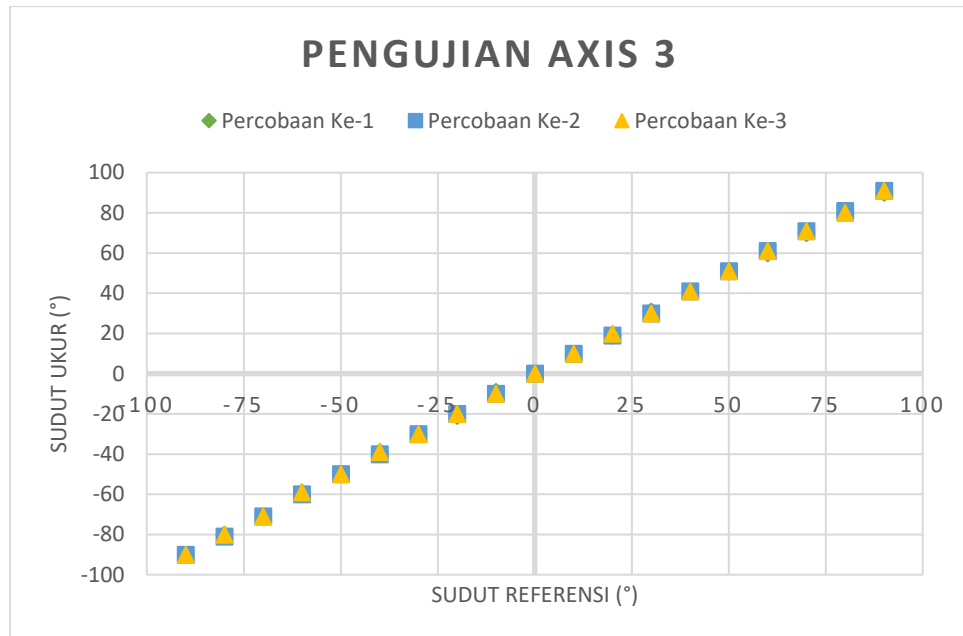 PENGUJIAN AXIS 3
Percobaan Ke-1 Percobaan Ke-2 Percobaan Ke-3
100
80
60
40
20
0
-20
-40
-60
-80
-100
-100 -75 -50 -25 0 25 50 75 100
SUDUT UKUR (°)
SUDUT REFERENSI (°)